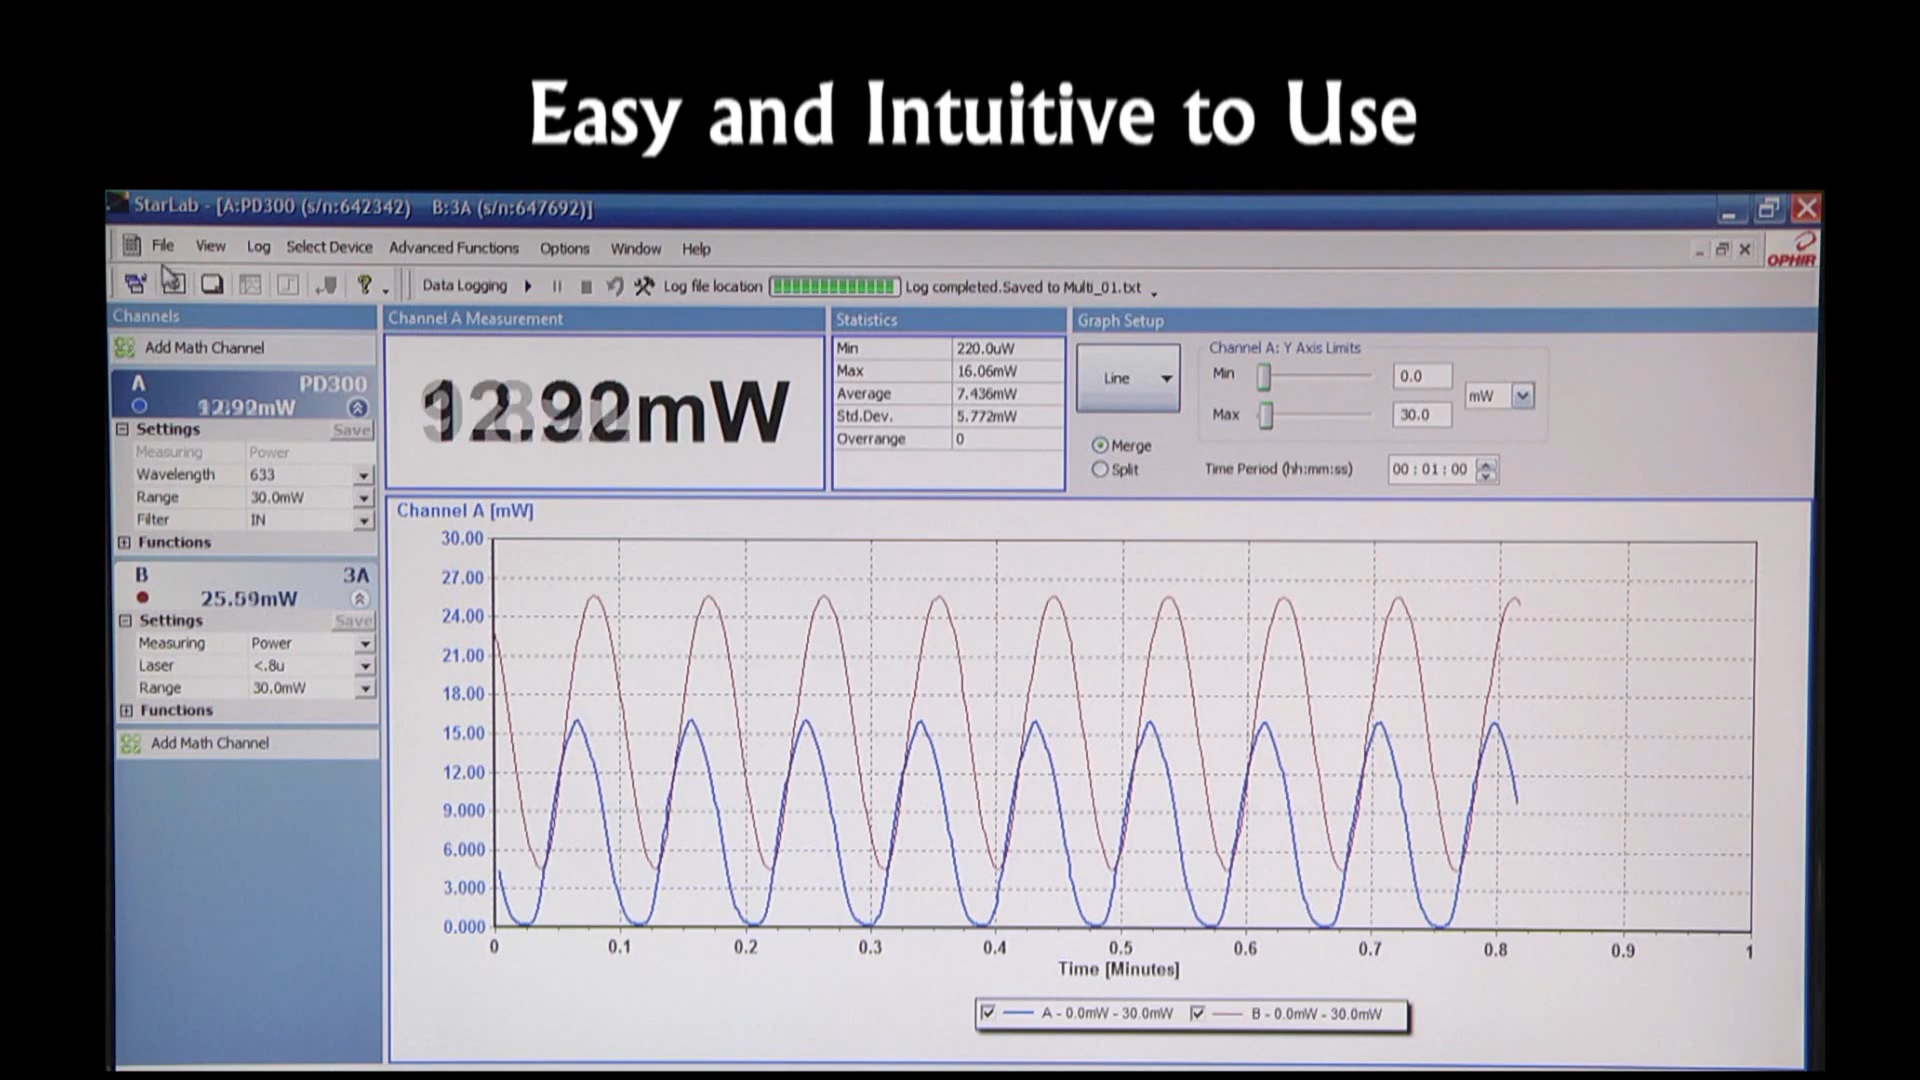 Easy and Intuitive to Use
StarLab - [A:PD300 (s/n:642342) B:3A (s/n:647692)]
File View Log Select Device Advanced Functions Options Window Help
OPHIR
Data Logging Log file location Log completed.Saved to Multi_01.txt
Channels
Add Math Channel
A PD300
Settings Save
Measuring Power
Wavelength 633
Range 30.0mW
Filter IN
Functions
B 3A
25.59mW
Settings Save
Measuring Power
Laser <.8u
Range 30.0mW
Functions
Add Math Channel
Channel A Measurement
Statistics
Min 220.0uW
Max 16.06mW
Average 7.436mW
Std.Dev. 5.772mW
Overrange 0
Graph Setup
Line
Merge
Split
Channel A: Y Axis Limits
Min 0.0
mW
Max 30.0
Time Period (hh:mm:ss) 00 : 01 : 00
Channel A [mW]
30.00
27.00
24.00
21.00
18.00
15.00
12.00
9.000
6.000
3.000
0.000
0 0.1 0.2 0.3 0.4 0.5 0.6 0.7 0.8 0.9 1
Time [Minutes]
A - 0.0mW - 30.0mW B - 0.0mW - 30.0mW